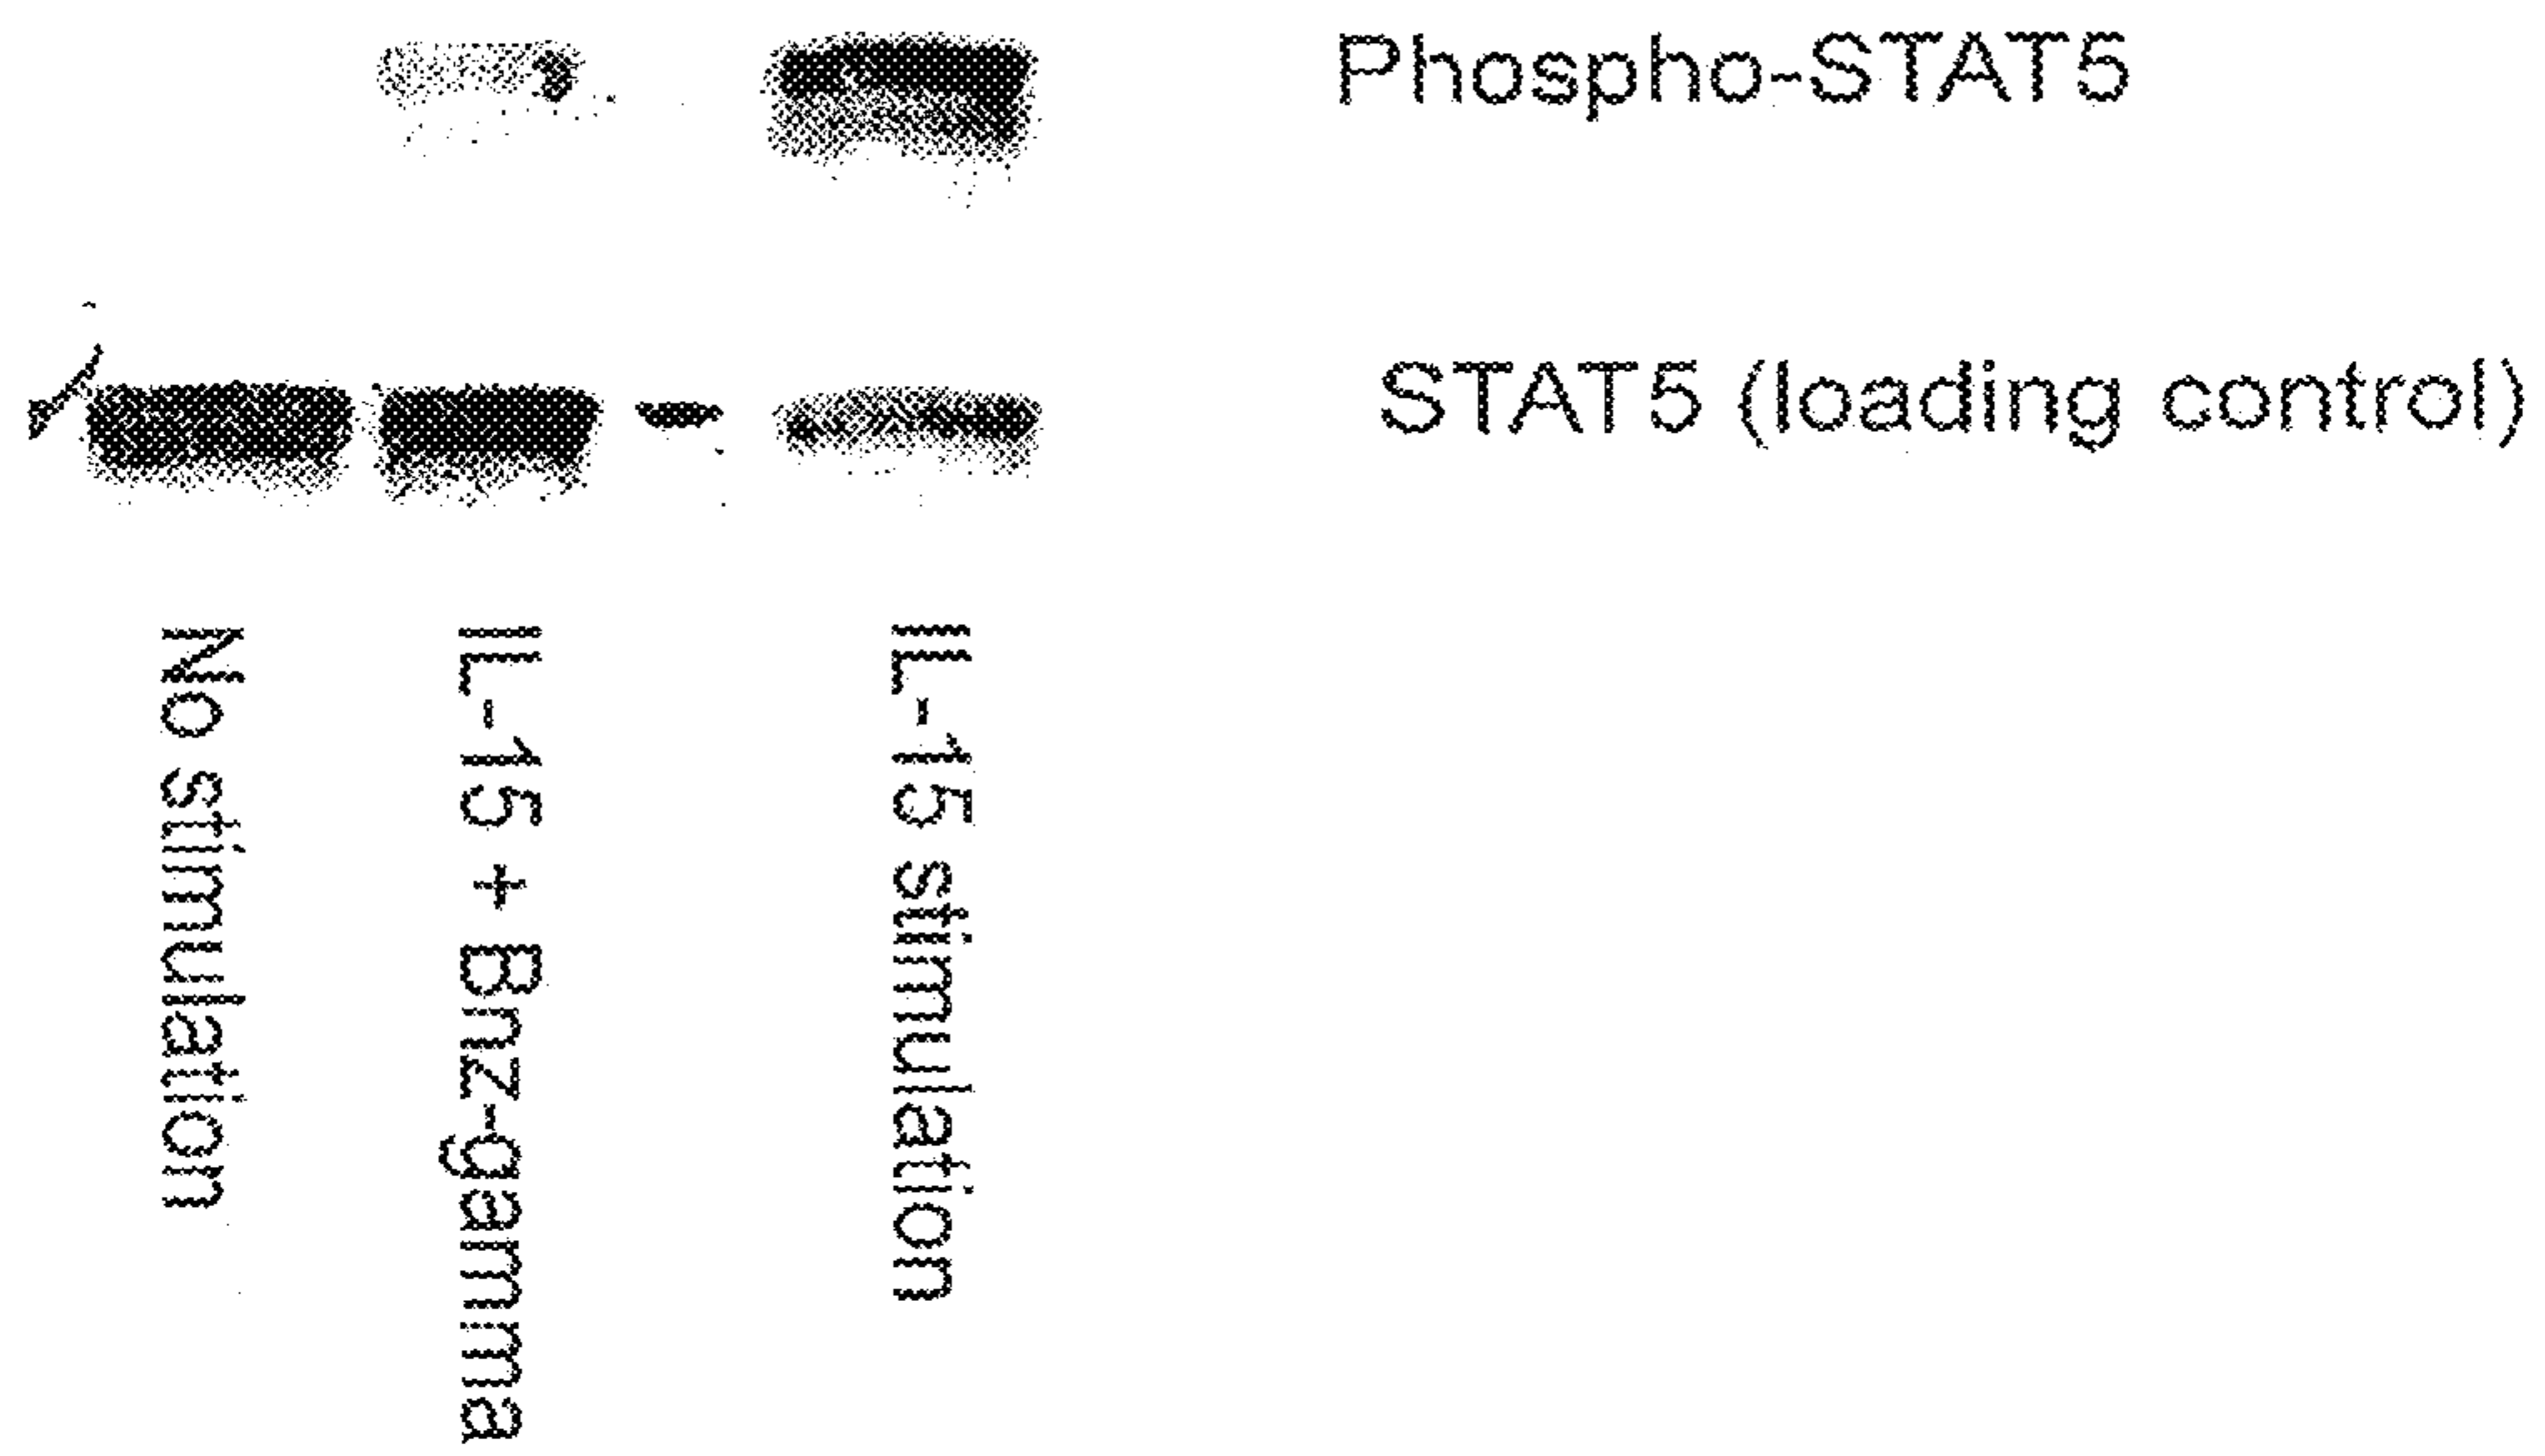 Phospho-STAT5
STAT5 (loading control)
No stimulation
IL-15 + Bnz-gamma
IL-15 stimulation